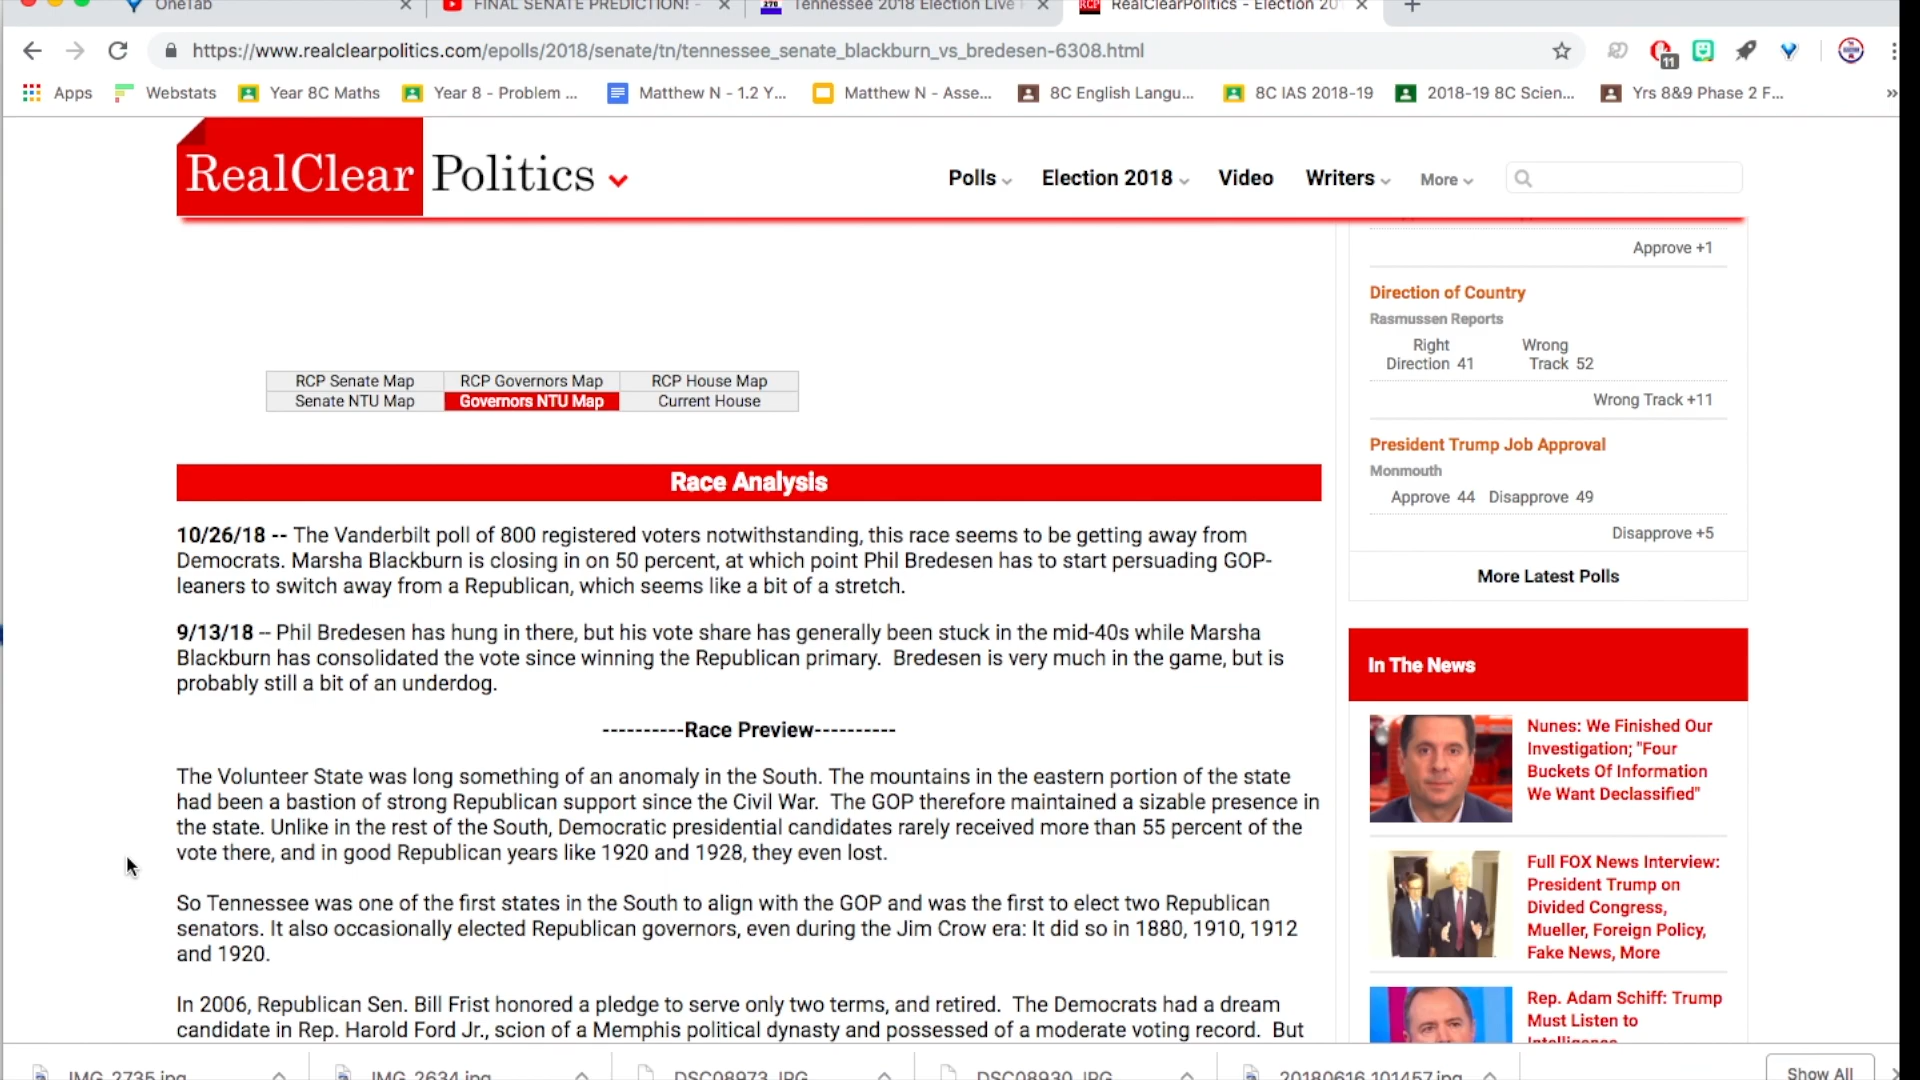 OneTab
FINAL SENATE PREDICTION! -
Tennessee 2018 Election Live
RealClearPolitics - Election 20
https://www.realclearpolitics.com/epolls/2018/senate/tn/tennessee_senate_blackburn_vs_bredesen-6308.html
11
Apps
Webstats
Year 8C Maths
Year 8 - Problem ...
Matthew N - 1.2 Y...
Matthew N - Asse...
8C English Langu...
8C IAS 2018-19
2018-19 8C Scien...
Yrs 8&9 Phase 2 F...
»
RealClear Politics
Polls
Election 2018
Video
Writers
More
RCP Senate Map RCP Governors Map RCP House Map
Senate NTU Map Governors NTU Map Current House
Race Analysis
10/26/18 -- The Vanderbilt poll of 800 registered voters notwithstanding, this race seems to be getting away from
Democrats. Marsha Blackburn is closing in on 50 percent, at which point Phil Bredesen has to start persuading GOP-
leaners to switch away from a Republican, which seems like a bit of a stretch.
9/13/18 -- Phil Bredesen has hung in there, but his vote share has generally been stuck in the mid-40s while Marsha
Blackburn has consolidated the vote since winning the Republican primary. Bredesen is very much in the game, but is
probably still a bit of an underdog.
----------Race Preview----------
The Volunteer State was long something of an anomaly in the South. The mountains in the eastern portion of the state
had been a bastion of strong Republican support since the Civil War. The GOP therefore maintained a sizable presence in
the state. Unlike in the rest of the South, Democratic presidential candidates rarely received more than 55 percent of the
vote there, and in good Republican years like 1920 and 1928, they even lost.
So Tennessee was one of the first states in the South to align with the GOP and was the first to elect two Republican
senators. It also occasionally elected Republican governors, even during the Jim Crow era: It did so in 1880, 1910, 1912
and 1920.
In 2006, Republican Sen. Bill Frist honored a pledge to serve only two terms, and retired. The Democrats had a dream
candidate in Rep. Harold Ford Jr., scion of a Memphis political dynasty and possessed of a moderate voting record. But
Approve +1
Direction of Country
Rasmussen Reports
Right Wrong
Direction 41 Track 52
Wrong Track +11
President Trump Job Approval
Monmouth
Approve 44 Disapprove 49
Disapprove +5
More Latest Polls
In The News
Nunes: We Finished Our
Investigation; "Four
Buckets Of Information
We Want Declassified"
Full FOX News Interview:
President Trump on
Divided Congress,
Mueller, Foreign Policy,
Fake News, More
Rep. Adam Schiff: Trump
Must Listen to
Intelligence
IMG_2735.jpg
IMG_2634.jpg
DSC08973.JPG
DSC08930.JPG
20180616_101457.jpg
Show All